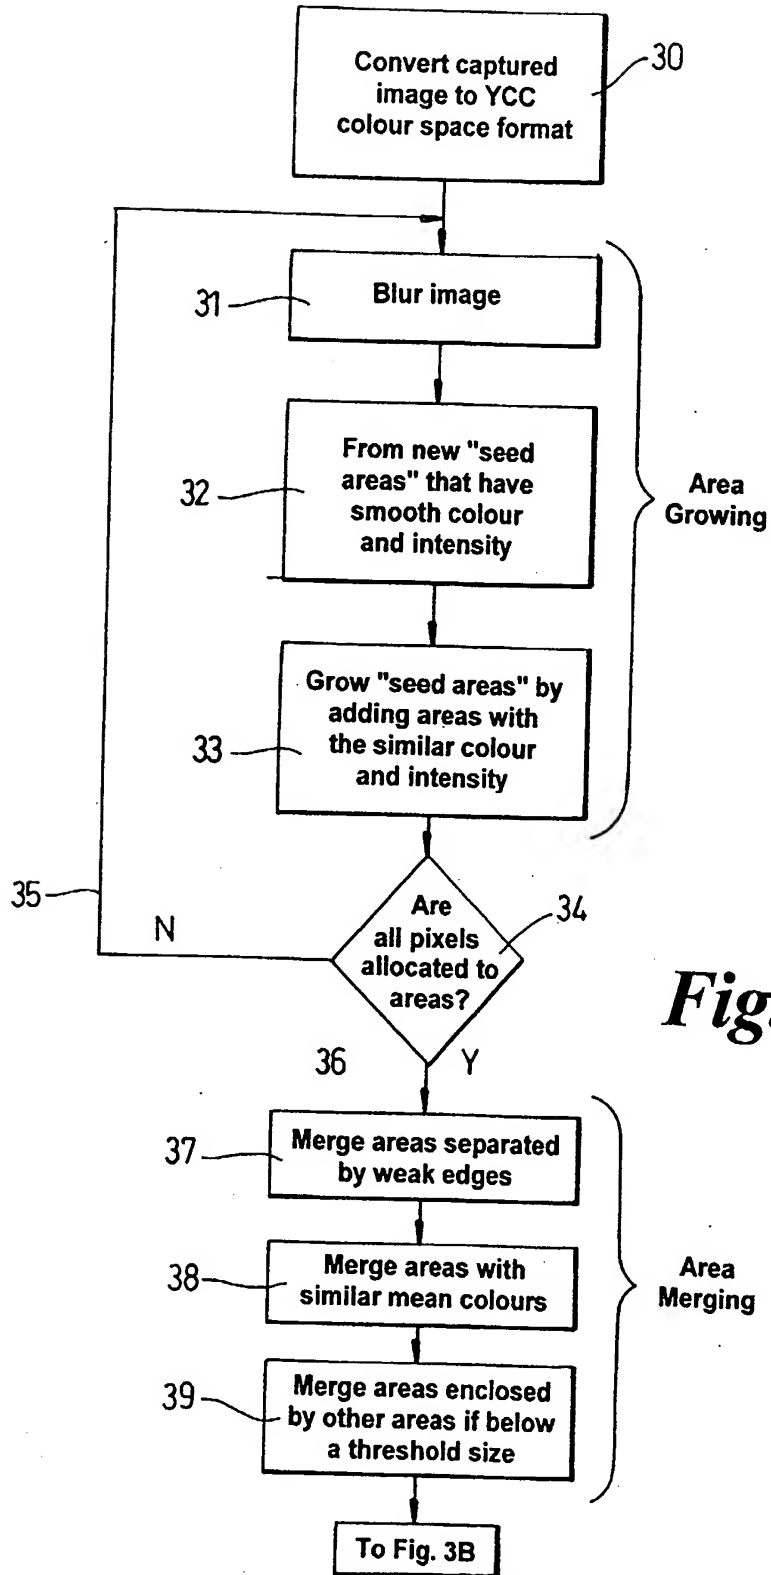 Convert captured
image to YCC
colour space format
30
Blur image
31
From new "seed
areas" that have
smooth colour
and intensity
32
Area
Growing
Grow "seed areas" by
adding areas with
the similar colour
and intensity
33
35
N
Are
all pixels
allocated to
areas?
34
Fig.
36
Y
Merge areas separated
by weak edges
37
Merge areas with
similar mean colours
38
Area
Merging
Merge areas enclosed
by other areas if below
a threshold size
39
To Fig. 3B